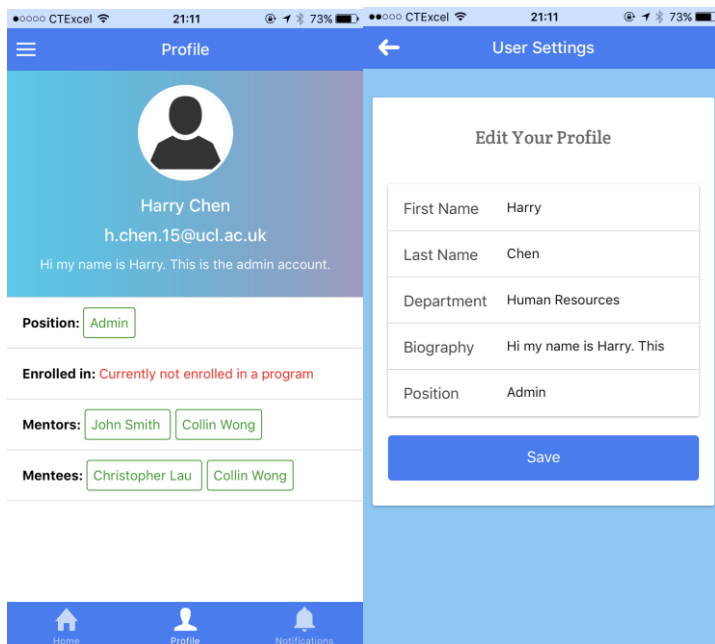 CTExcel 21:11 73%
Profile
Harry Chen
h.chen.15@ucl.ac.uk
Hi my name is Harry. This is the admin account.
Position: Admin
Enrolled in: Currently not enrolled in a program
Mentors: John Smith Collin Wong
Mentees: Christopher Lau Collin Wong
Home Profile Notifications
CTExcel 21:11 73%
User Settings
Edit Your Profile
First Name Harry
Last Name Chen
Department Human Resources
Biography Hi my name is Harry. This
Position Admin
Save